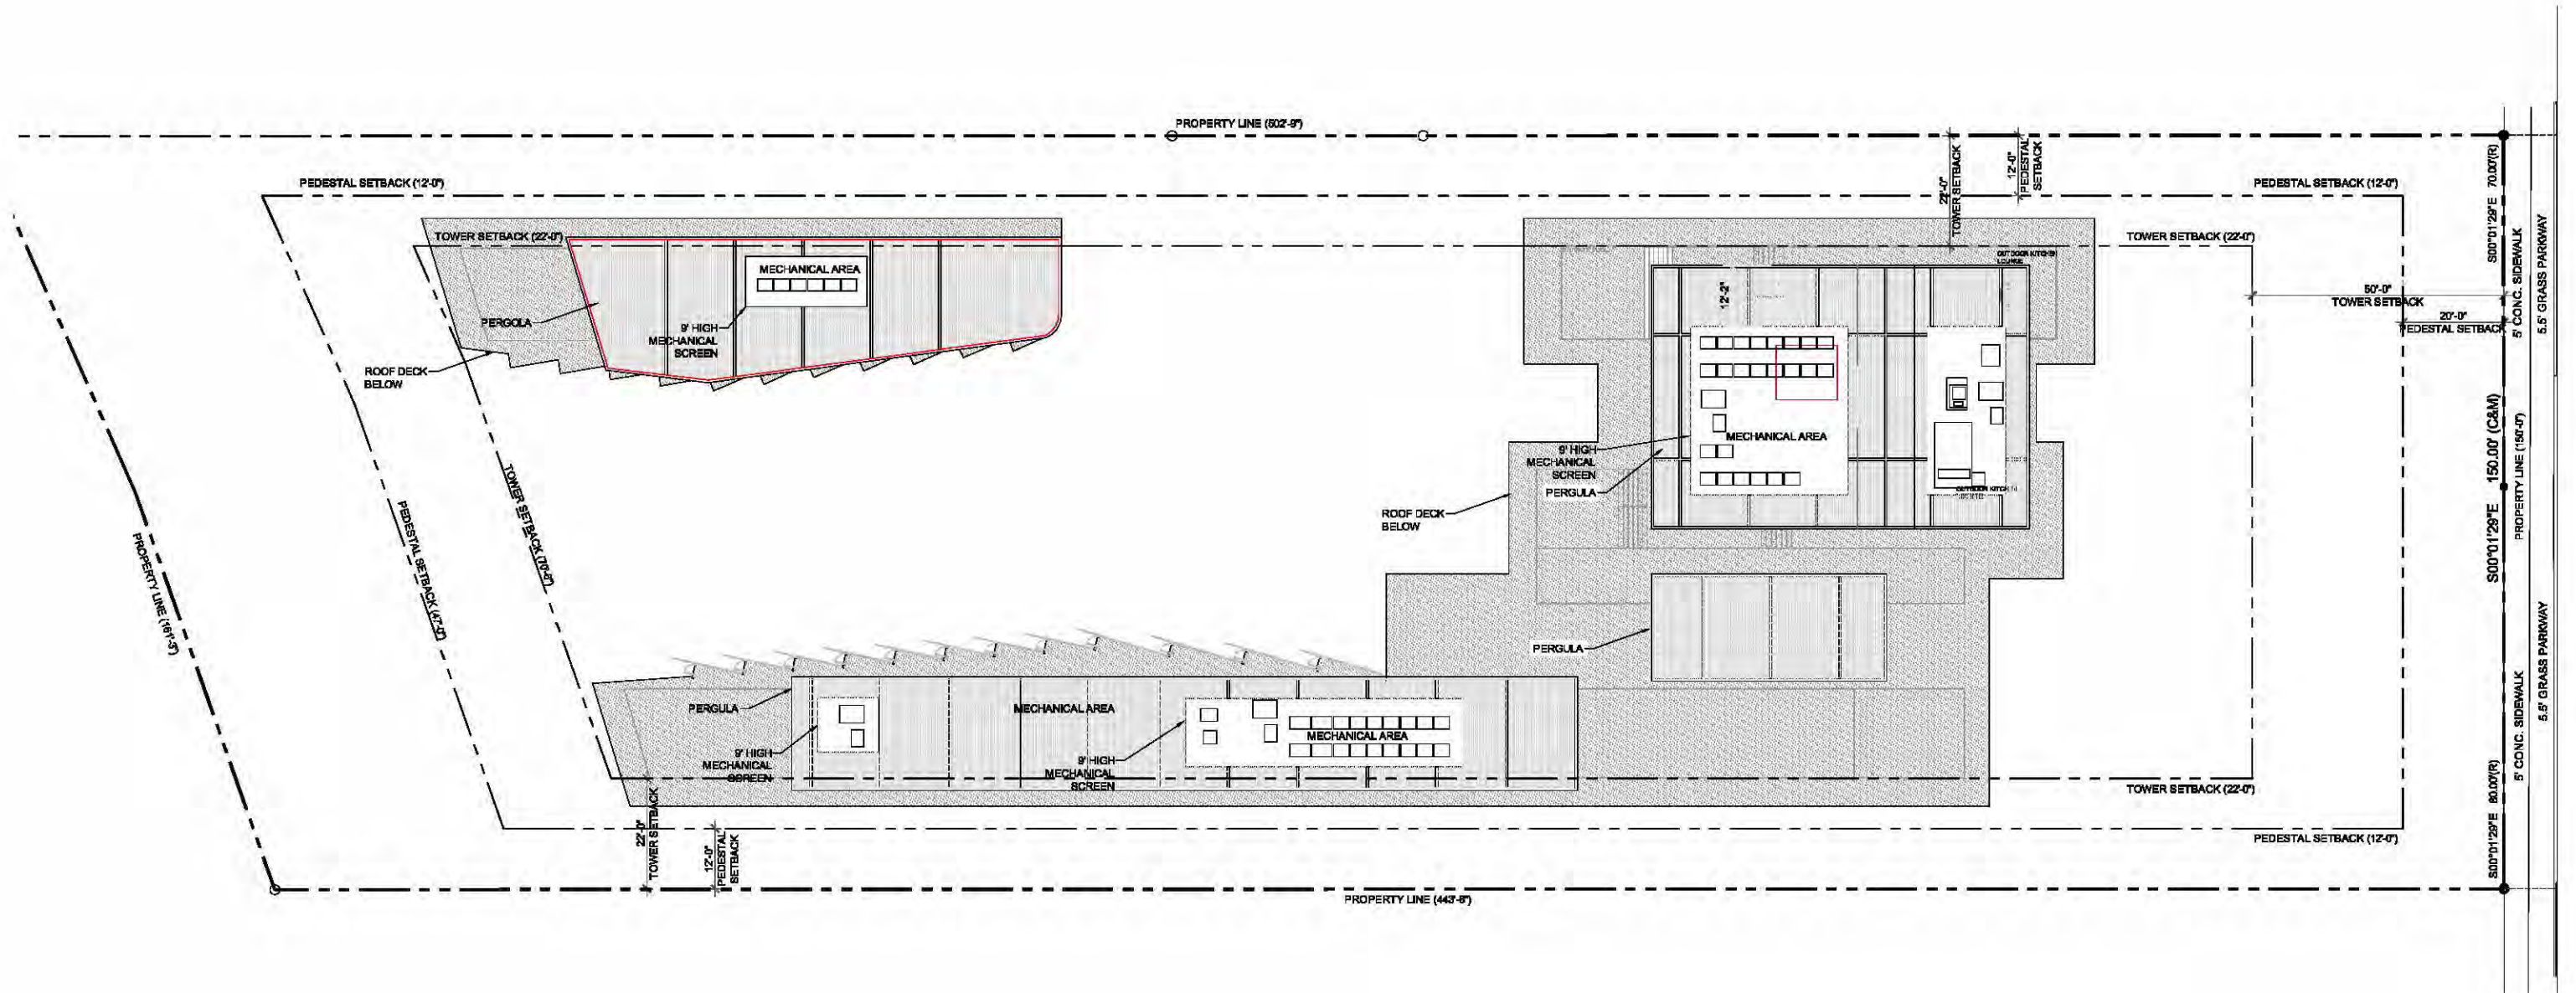 PROPERTY LINE (502'-9")
PEDESTAL SETBACK (12'-0")
22'-0"
TOWER SETBACK
12'-0"
PEDESTAL
SETBACK
PEDESTAL SETBACK (12'-0")
S00°01'29"E 70.00'(R)
TOWER SETBACK (22'-0")
TOWER SETBACK (22'-0")
5' CONC. SIDEWALK
5.5' GRASS PARKWAY
OUTDOOR KITCHEN
LOUNGE
MECHANICAL AREA
50'-0"
TOWER SETBACK
12'-2"
20'-0"
PEDESTAL SETBACK
PERGOLA
9' HIGH
MECHANICAL
SCREEN
ROOF DECK
BELOW
MECHANICAL AREA
9' HIGH
MECHANICAL
SCREEN
PERGULA
S00°01'29"E 150.00' (C&M)
PROPERTY LINE (150'-0")
OUTDOOR KITCHEN
ROOF DECK
BELOW
TOWER SETBACK (70'-0")
PEDESTAL SETBACK (47'-0")
PROPERTY LINE (161'-3")
PERGULA
PERGULA
MECHANICAL AREA
MECHANICAL AREA
9' HIGH
MECHANICAL
SCREEN
9' HIGH
MECHANICAL
SCREEN
5' CONC. SIDEWALK
5.5' GRASS PARKWAY
TOWER SETBACK (22'-0")
22'-0"
TOWER SETBACK
12'-0"
PEDESTAL
SETBACK
PEDESTAL SETBACK (12'-0")
S00°01'29"E 80.00'(R)
PROPERTY LINE (443'-6")